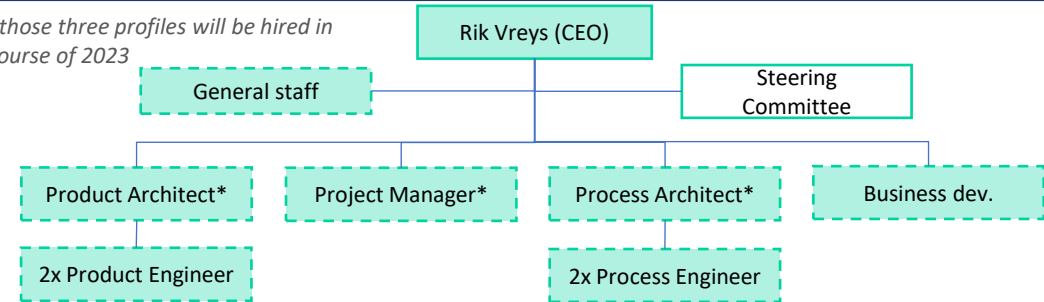 those three profiles will be hired in
ourse of 2023
Rik Vreys (CEO)
General staff
Steering
Committee
Product Architect*
Project Manager*
Process Architect*
Business dev.
2x Product Engineer
2x Process Engineer